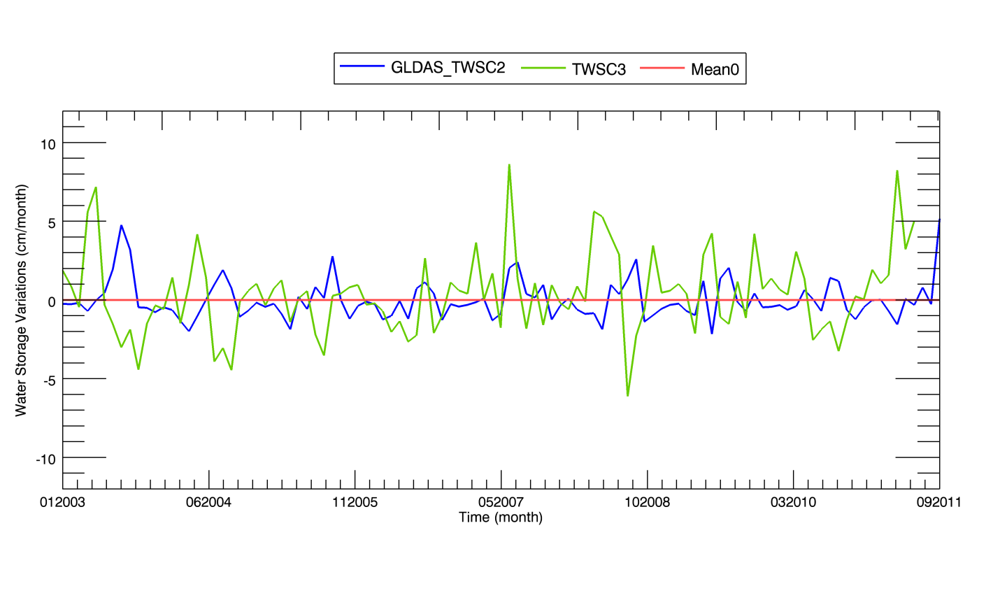 GLDAS_TWSC2 TWSC3 Mean0
Water Storage Variations (cm/month)
10
5
0
-5
-10
012003 062004 112005 052007 102008 032010 092011
Time (month)